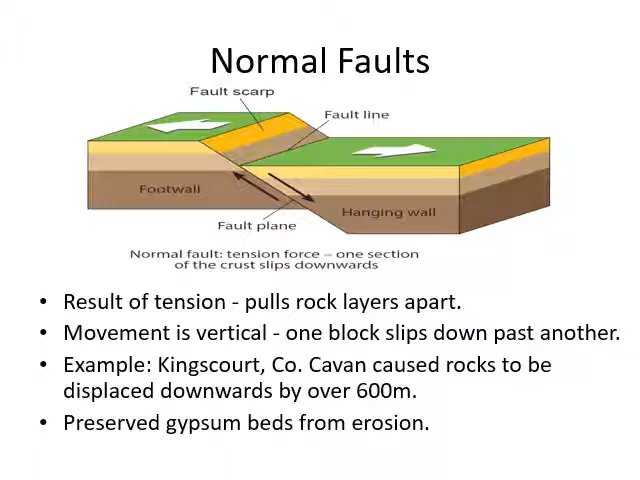 Normal Faults
Fault scarp
Fault line
Footwall
Fault plane
Hanging wall
Normal fault: tension force – one section
of the crust slips downwards
• Result of tension - pulls rock layers apart.
• Movement is vertical - one block slips down past another.
• Example: Kingscourt, Co. Cavan caused rocks to be
displaced downwards by over 600m.
• Preserved gypsum beds from erosion.